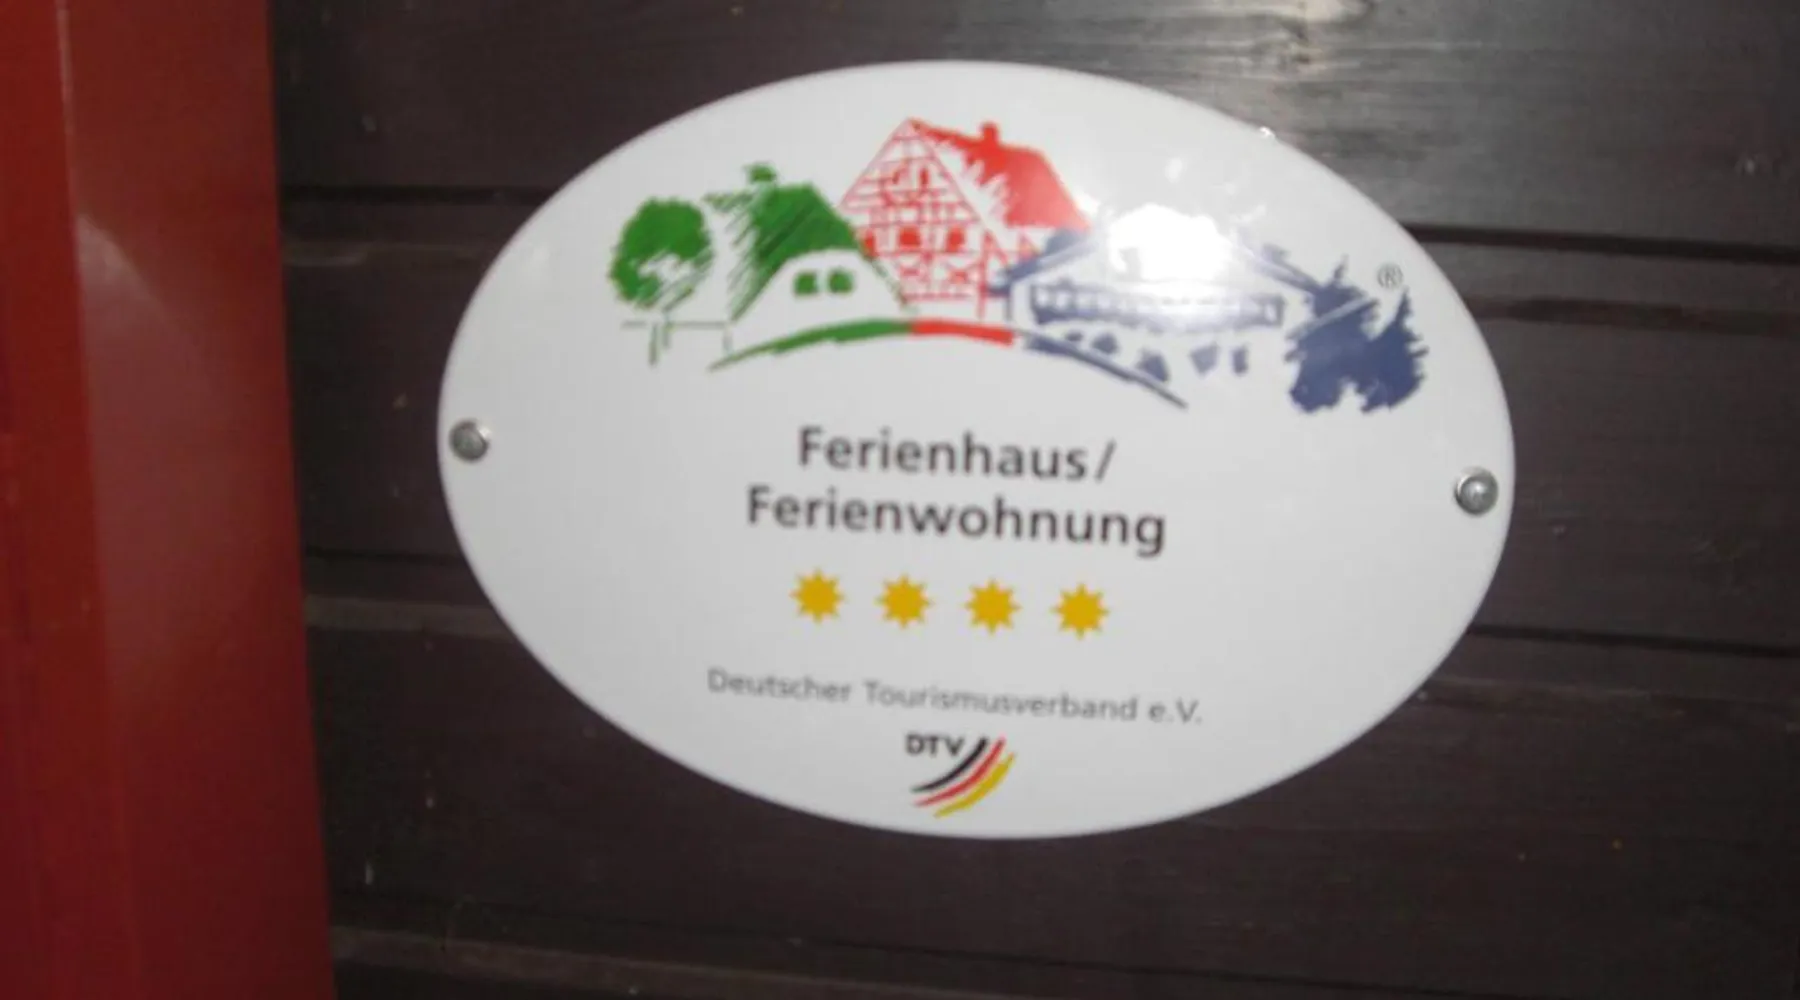 ®
Ferienhaus/
Ferienwohnung
Deutscher Tourismusverband e.V.
DTV